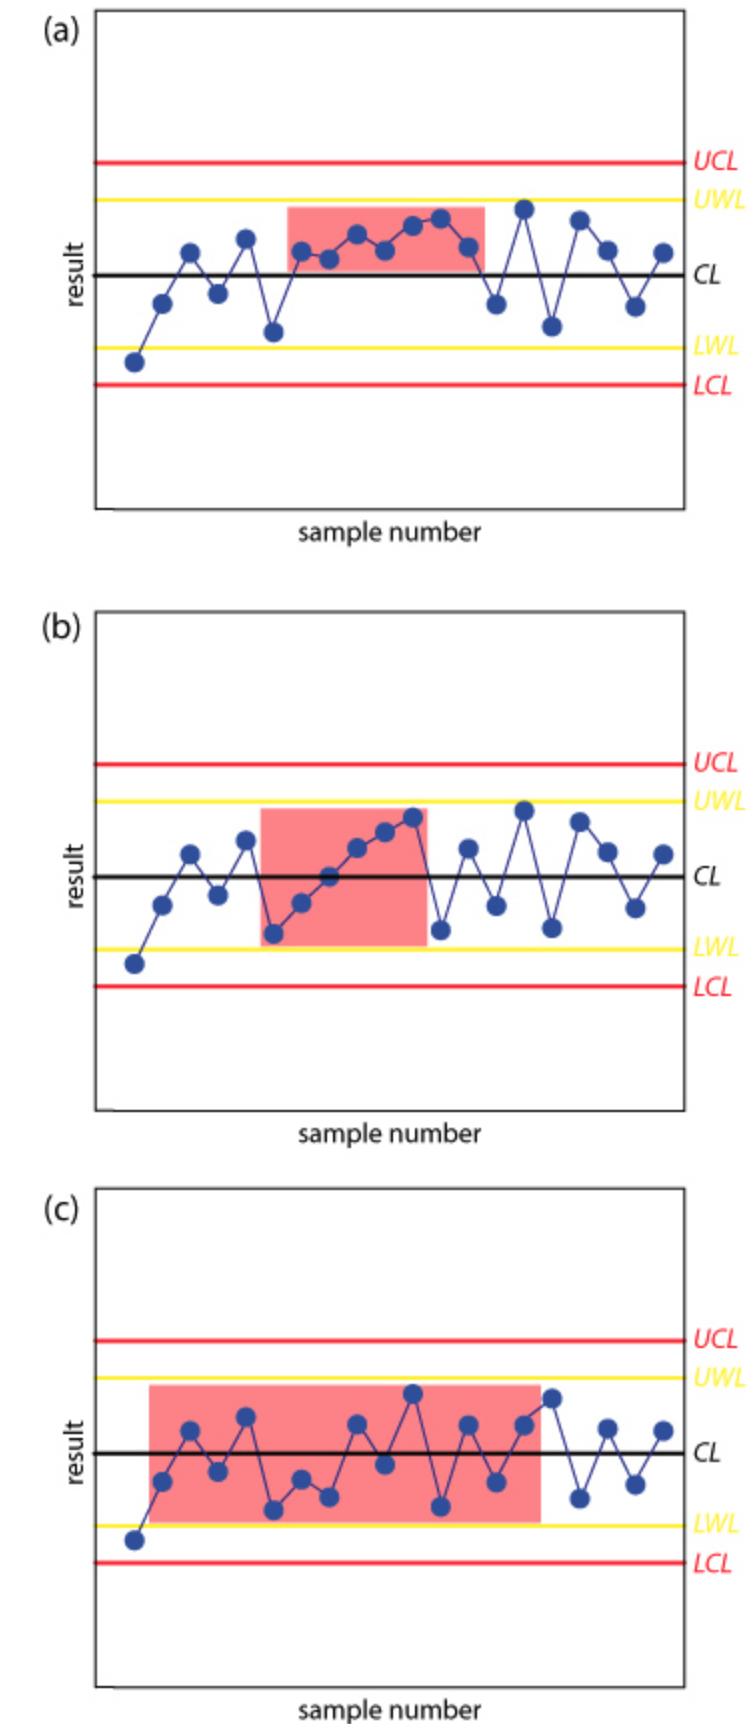 (a)
UCL
UWL
result
CL
LWL
LCL
sample number
(b)
UCL
UWL
result
CL
LWL
LCL
sample number
(c)
UCL
UWL
result
CL
LWL
LCL
sample number